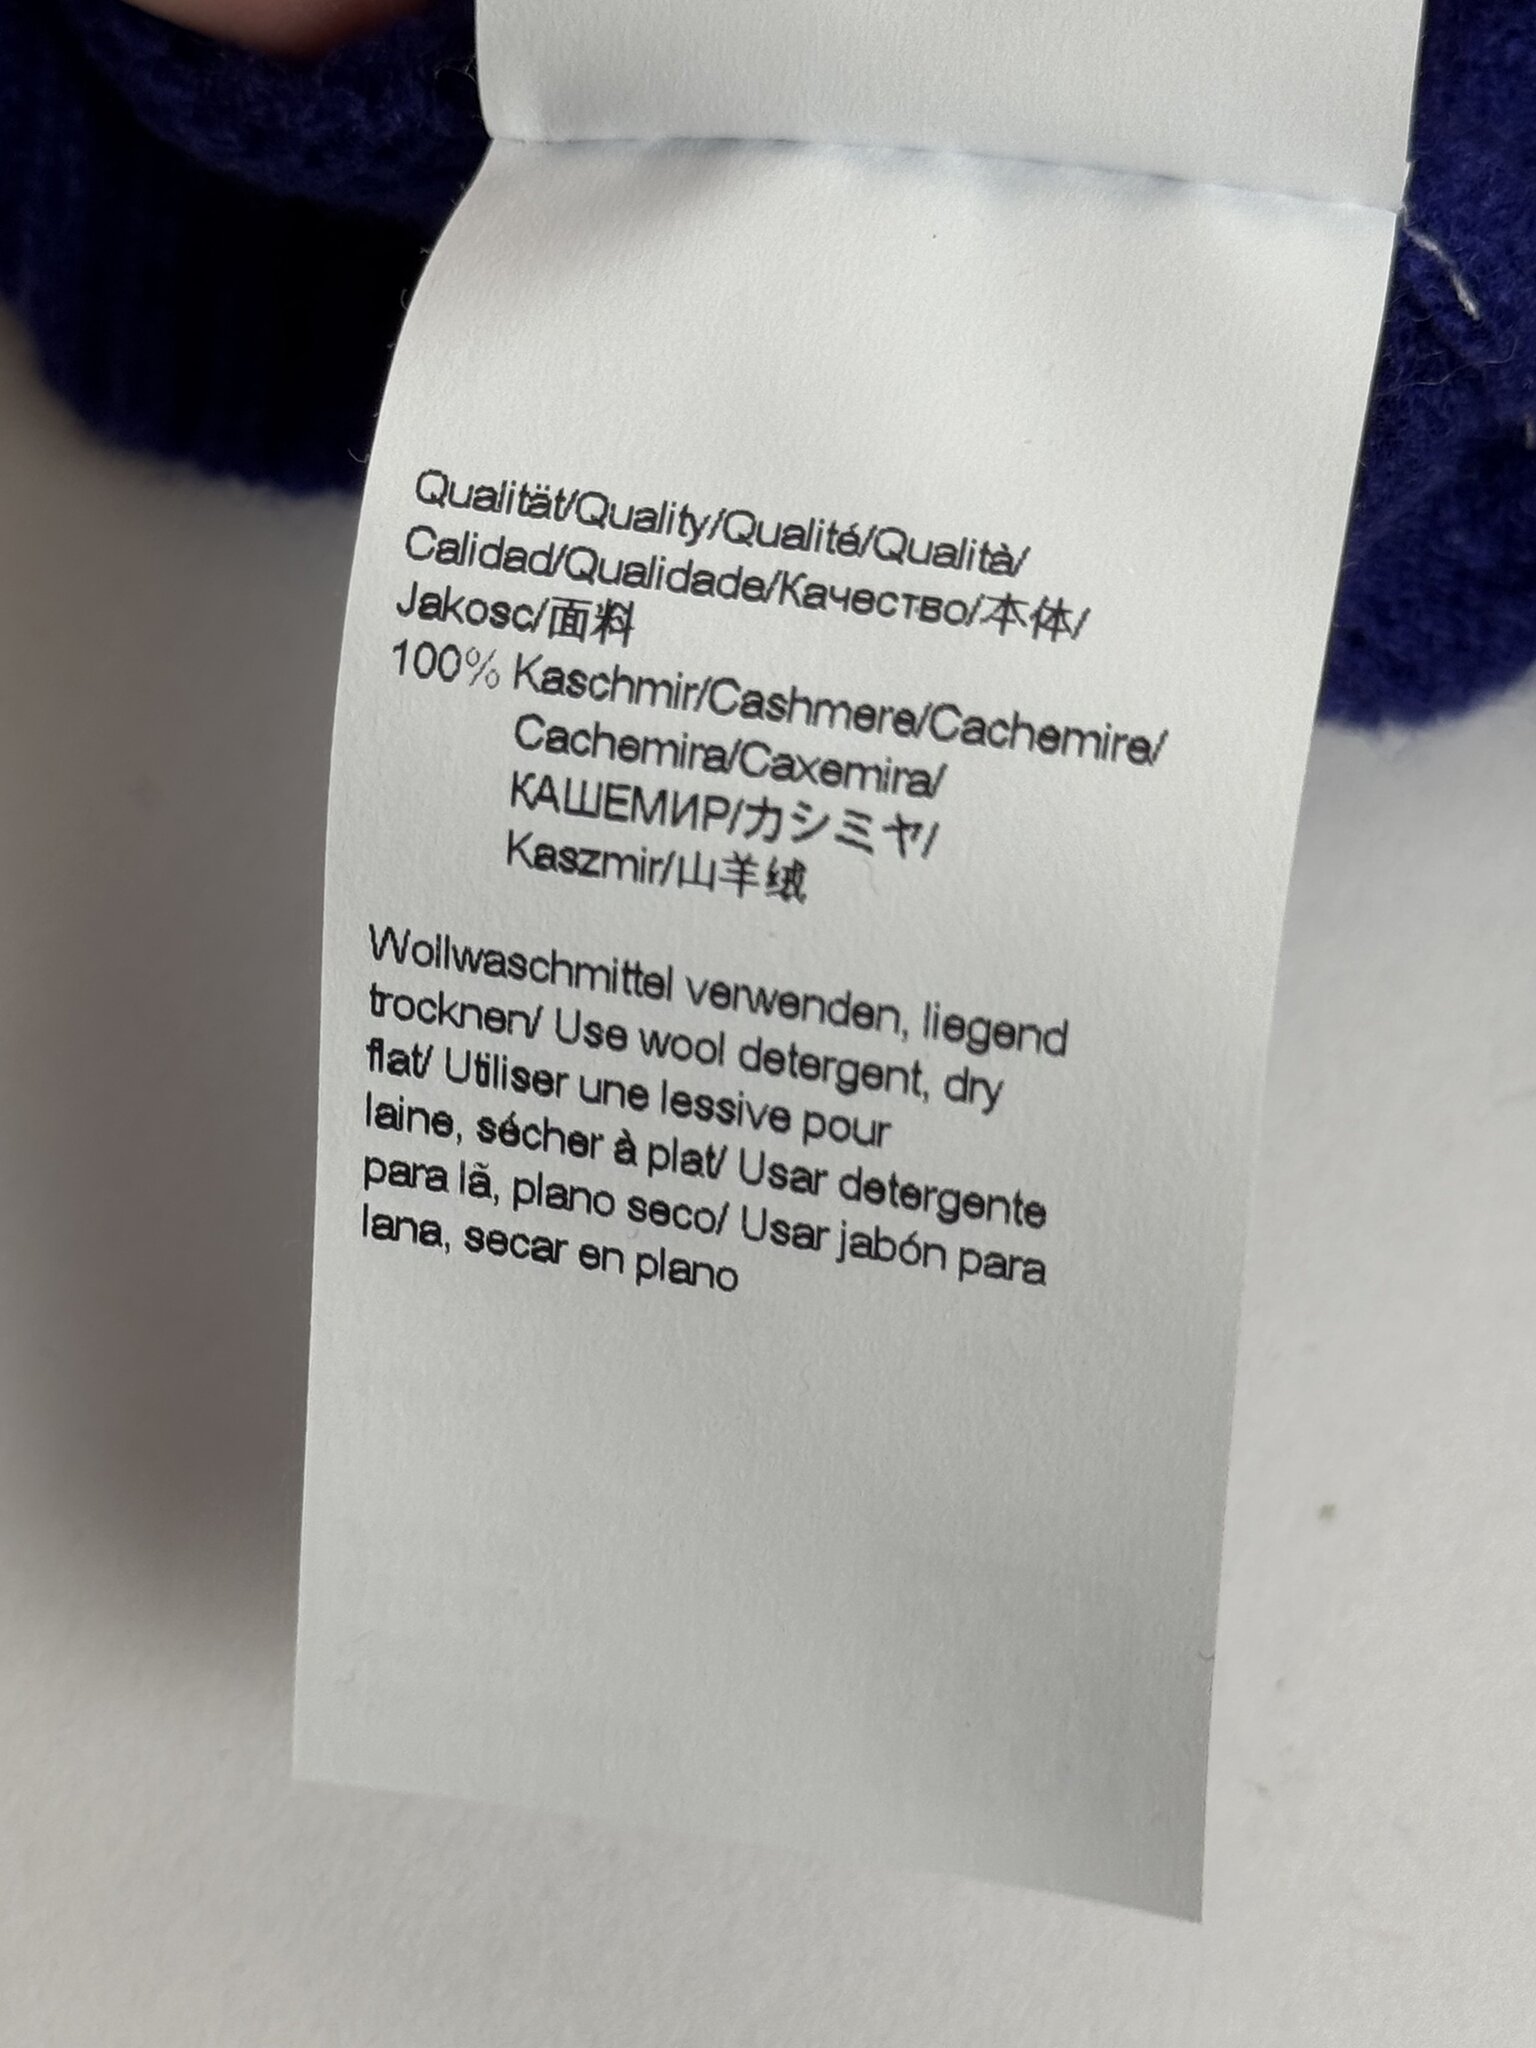 Qualität/Quality/Qualité/Qualità/
Calidad/Qualidade/Качество/本体/
Jakosc/面料
100% Kaschmir/Cashmere/Cachemire/
Cachemira/Caxemira/
КАШЕМИР/カシミヤ/
Kaszmir/山羊绒
Wollwaschmittel verwenden, liegend
trocknen/ Use wool detergent, dry
flat/ Utiliser une lessive pour
laine, sécher à plat/ Usar detergente
para lã, plano seco/ Usar jabón para
lana, secar en plano